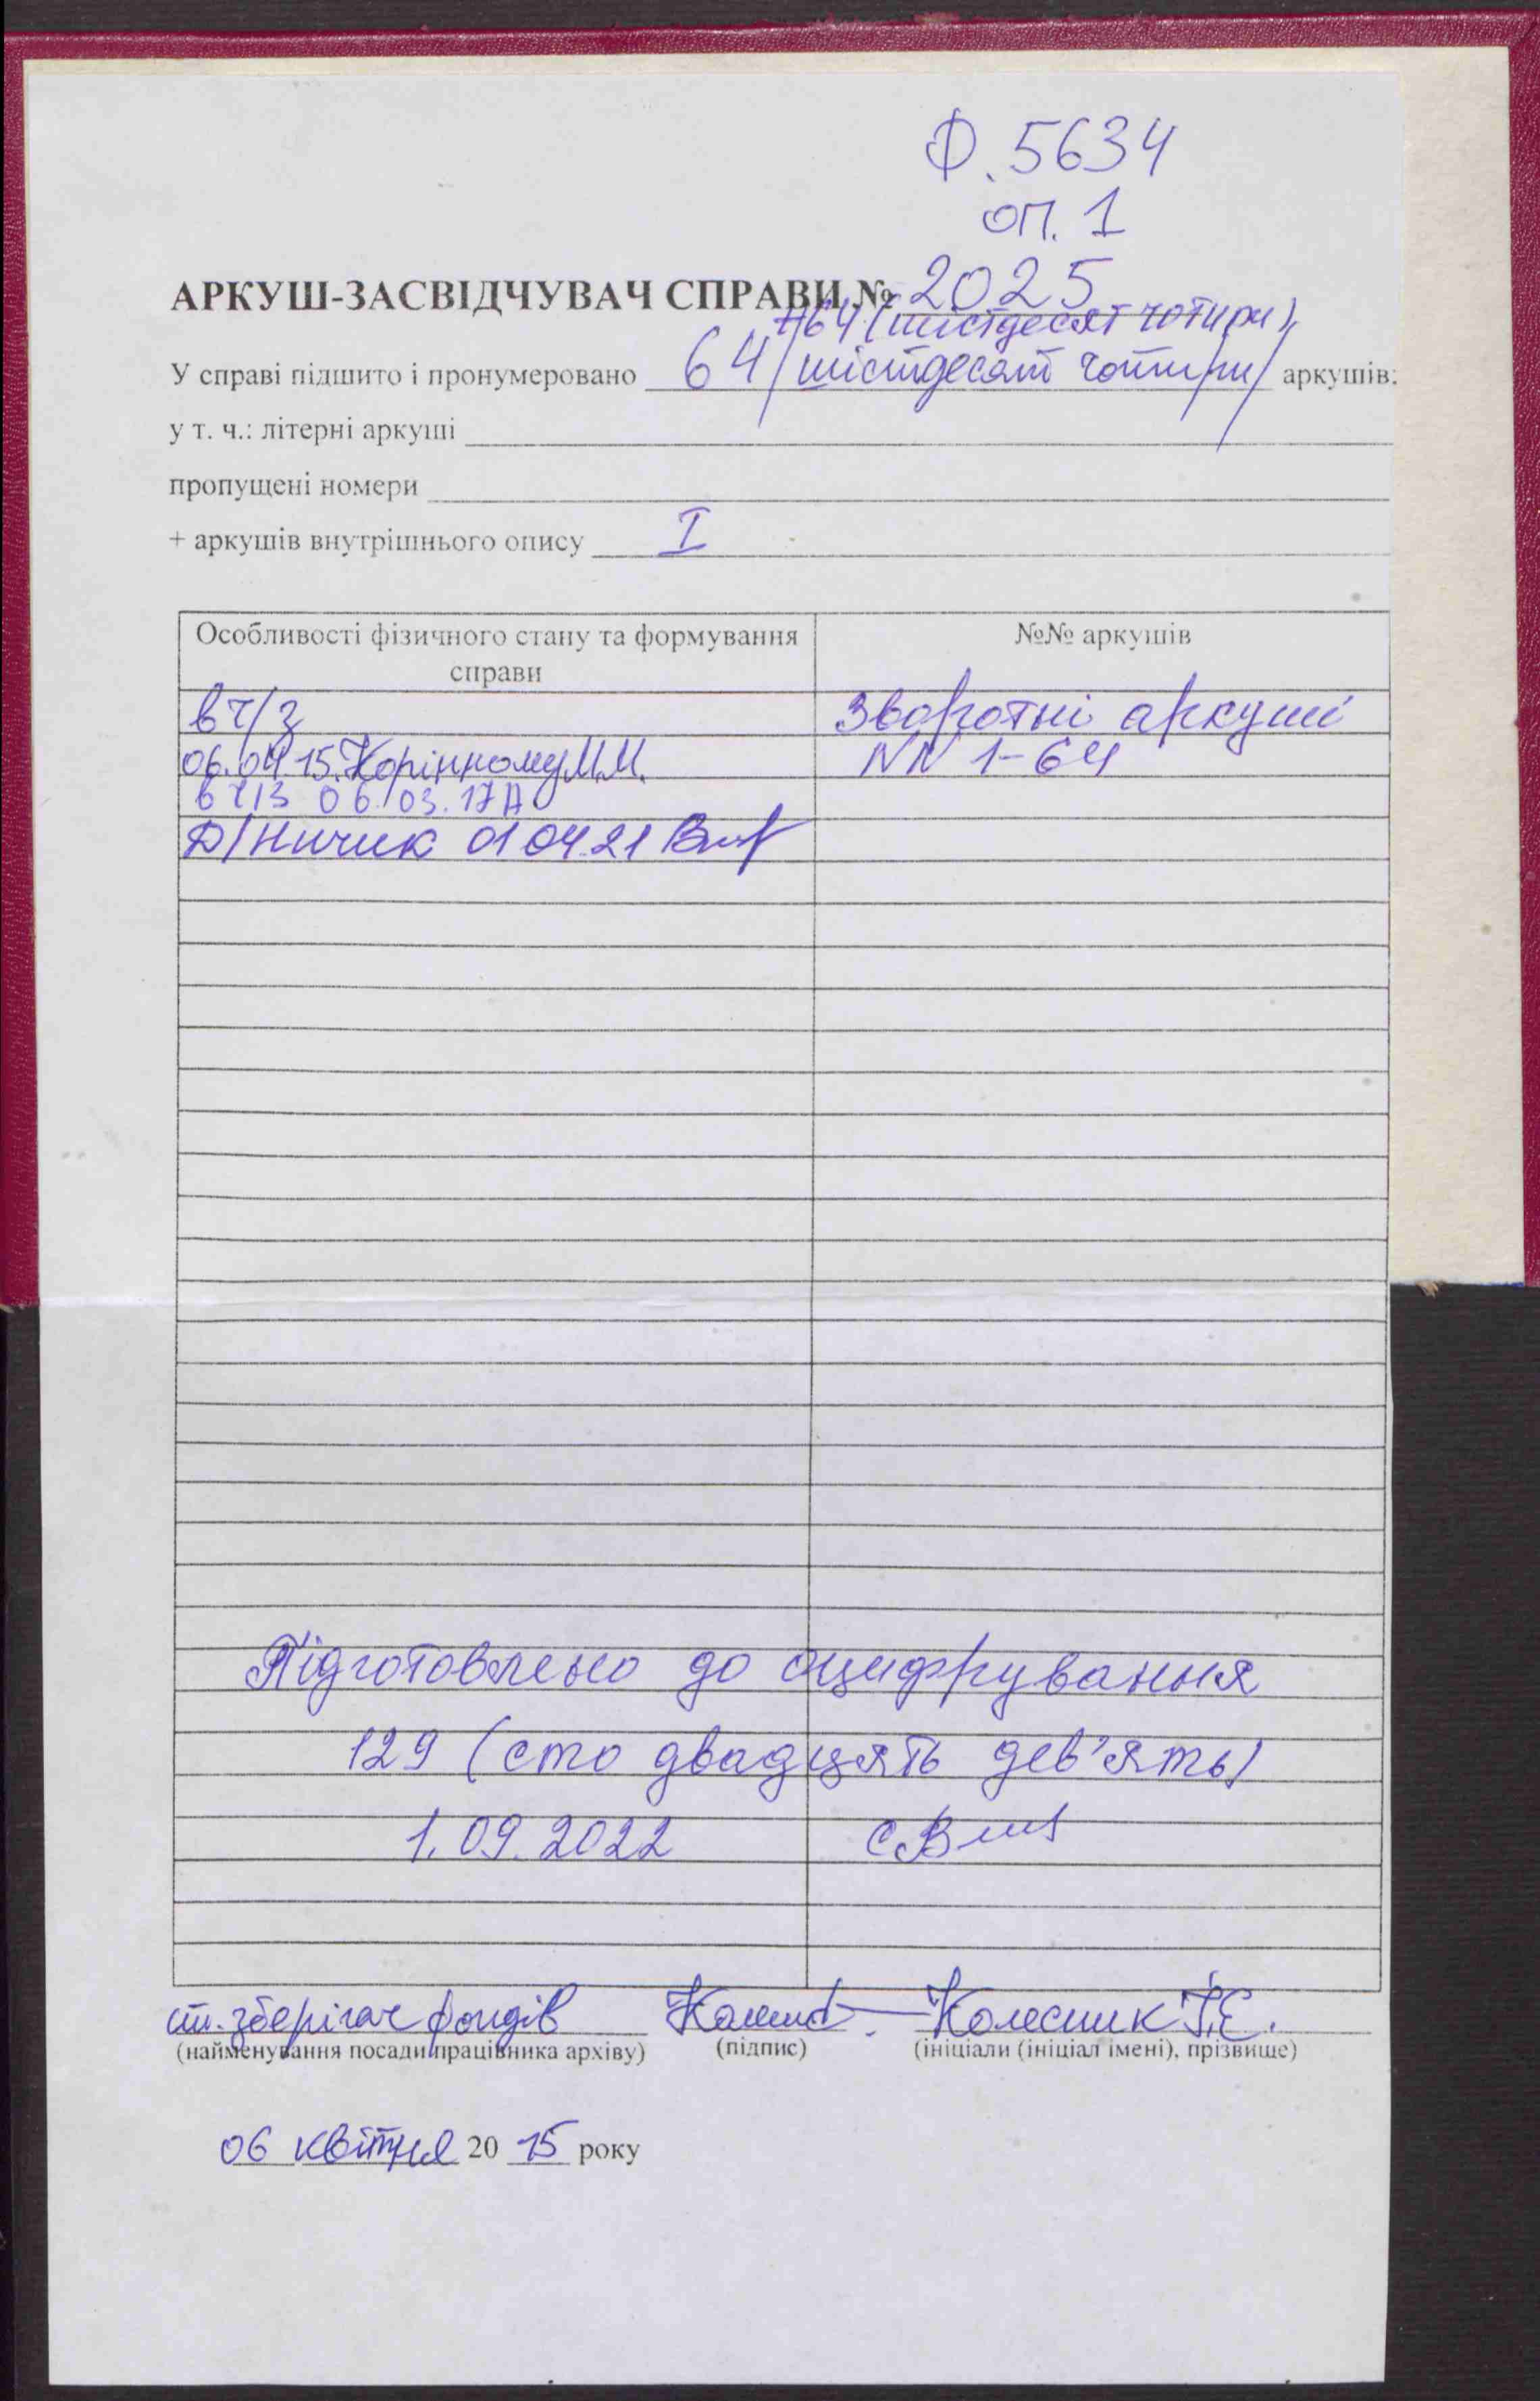 Ф. 5634
оп. 1
АРКУШ-ЗАСВІДЧУВАЧ СПРАВИ № 2025
+64 (шістдесят чотири)
У справі підшито і пронумеровано 64 /шістдесят чотири/ аркушів:
у т. ч.: літерні аркуші
пропущені номери
+ аркушів внутрішнього опису I
Особливості фізичного стану та формування справи
№№ аркушів
в ч/з
Зворотні аркуші
06.04.15. Корінному М.М.
NN 1-64
в ч/з 06.03.17
Д/Ничик 01 04.21
Підготовлено до оцифрування
129 (сто двадцять дев'ять)
1.09.2022
ст. зберігач фондів Колесник Т.Є.
(найменування посади працівника архіву) (підпис) (ініціали (ініціал імені), прізвище)
06 квітня 20 15 року